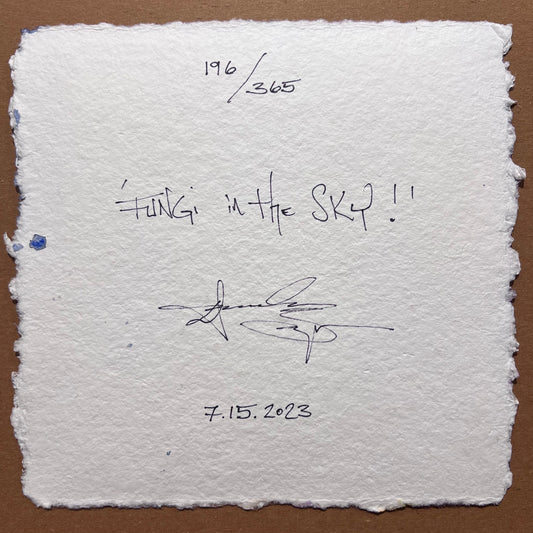 196/365
'FUNGi in the SKY!'
7.15.2023